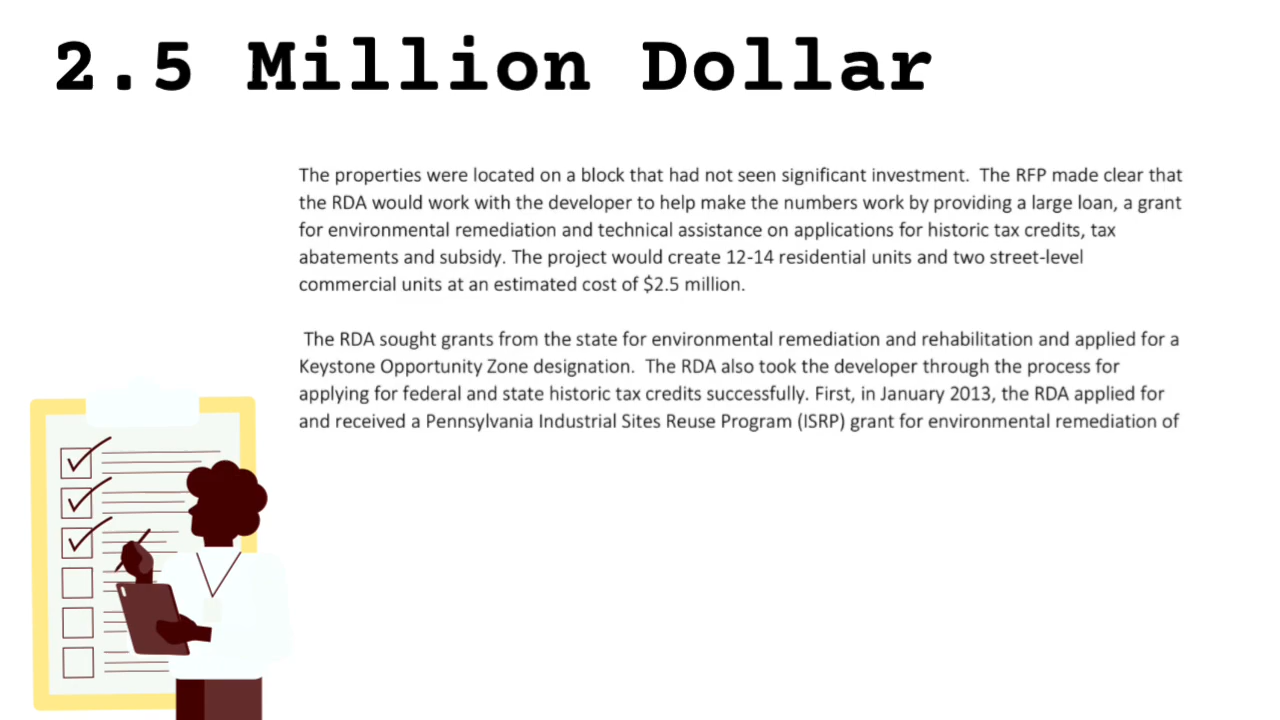 2.5 Million Dollar
The properties were located on a block that had not seen significant investment.  The RFP made clear that
the RDA would work with the developer to help make the numbers work by providing a large loan, a grant
for environmental remediation and technical assistance on applications for historic tax credits, tax
abatements and subsidy. The project would create 12-14 residential units and two street-level
commercial units at an estimated cost of $2.5 million.
The RDA sought grants from the state for environmental remediation and rehabilitation and applied for a
Keystone Opportunity Zone designation.  The RDA also took the developer through the process for
applying for federal and state historic tax credits successfully. First, in January 2013, the RDA applied for
and received a Pennsylvania Industrial Sites Reuse Program (ISRP) grant for environmental remediation of